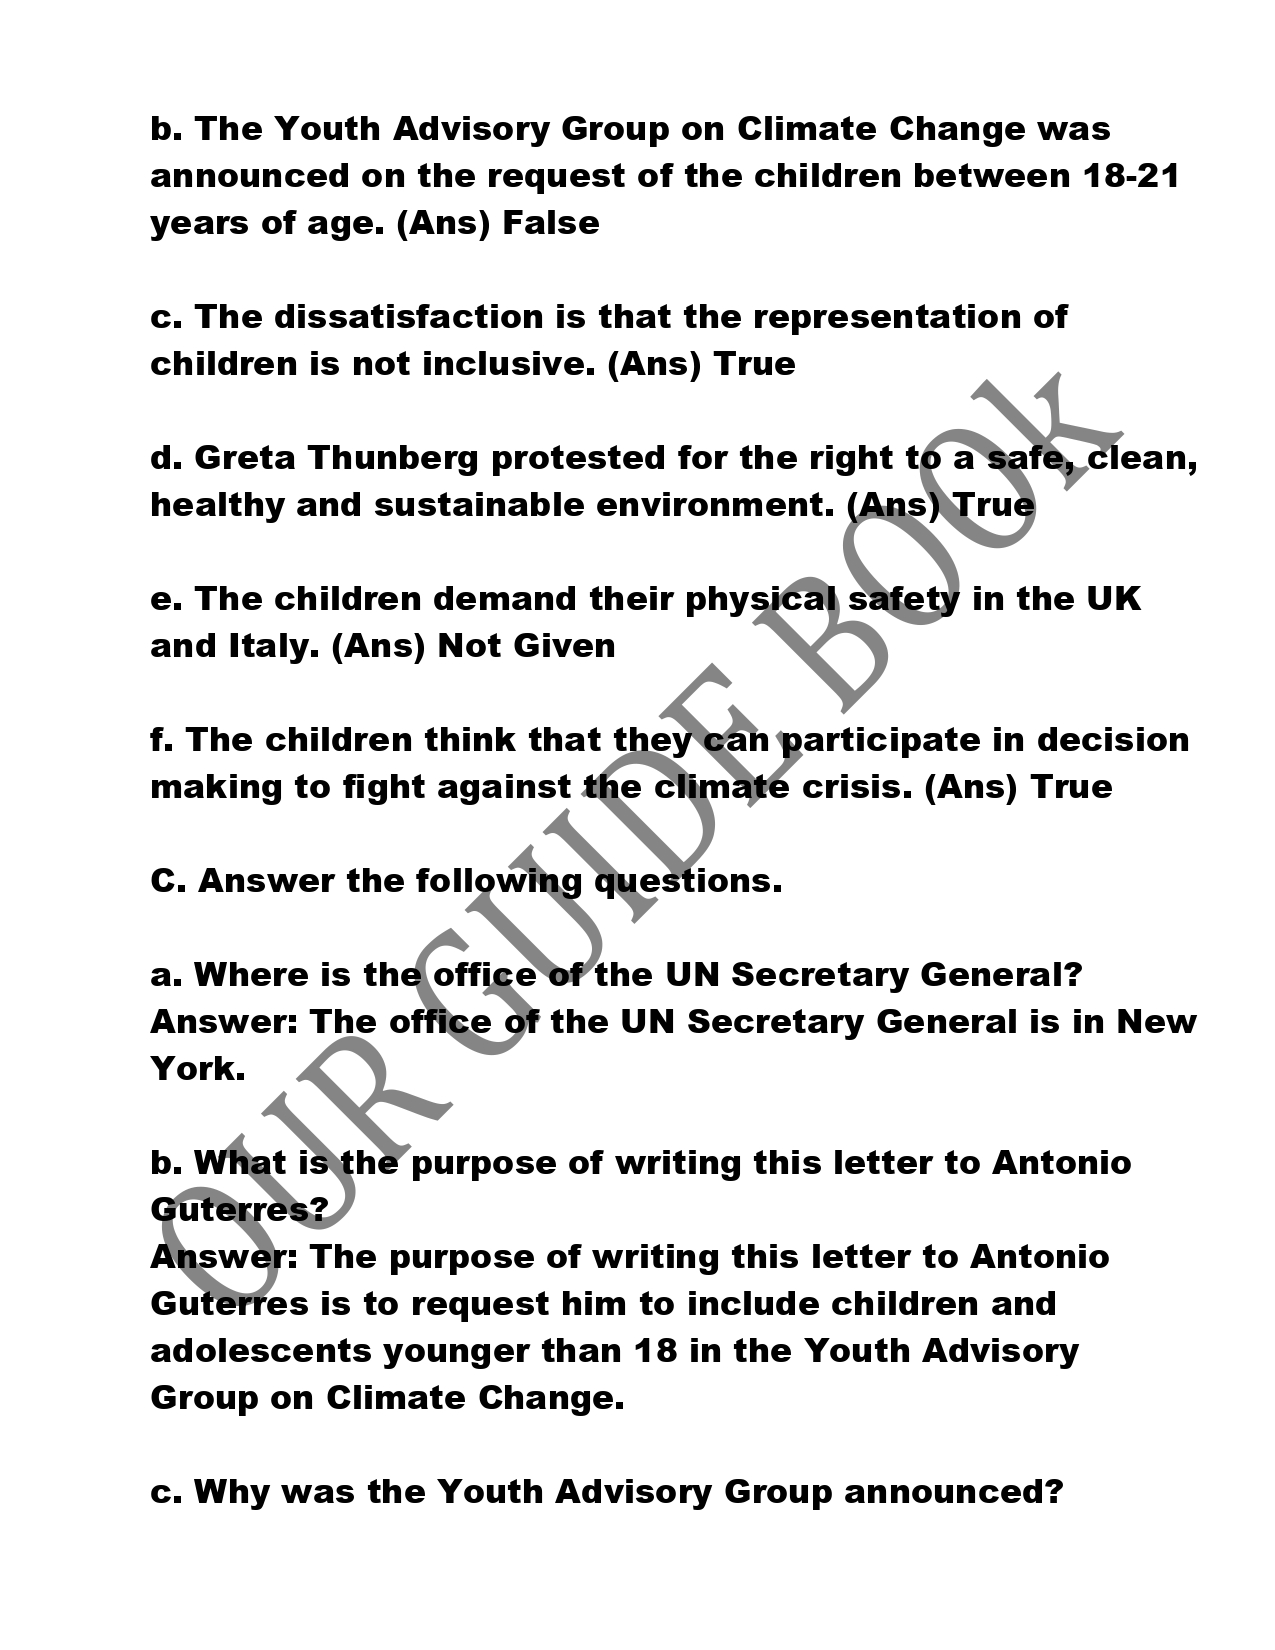 b. The Youth Advisory Group on Climate Change was
announced on the request of the children between 18-21
years of age. (Ans) False
c. The dissatisfaction is that the representation of
children is not inclusive. (Ans) True
d. Greta Thunberg protested for the right to a safe, clean,
healthy and sustainable environment. (Ans) True
e. The children demand their physical safety in the UK
and Italy. (Ans) Not Given
f. The children think that they can participate in decision
making to fight against the climate crisis. (Ans) True
C. Answer the following questions.
a. Where is the office of the UN Secretary General?
Answer: The office of the UN Secretary General is in New
York.
b. What is the purpose of writing this letter to Antonio
Guterres?
Answer: The purpose of writing this letter to Antonio
Guterres is to request him to include children and
adolescents younger than 18 in the Youth Advisory
Group on Climate Change.
c. Why was the Youth Advisory Group announced?
OUR GUIDE BOOk